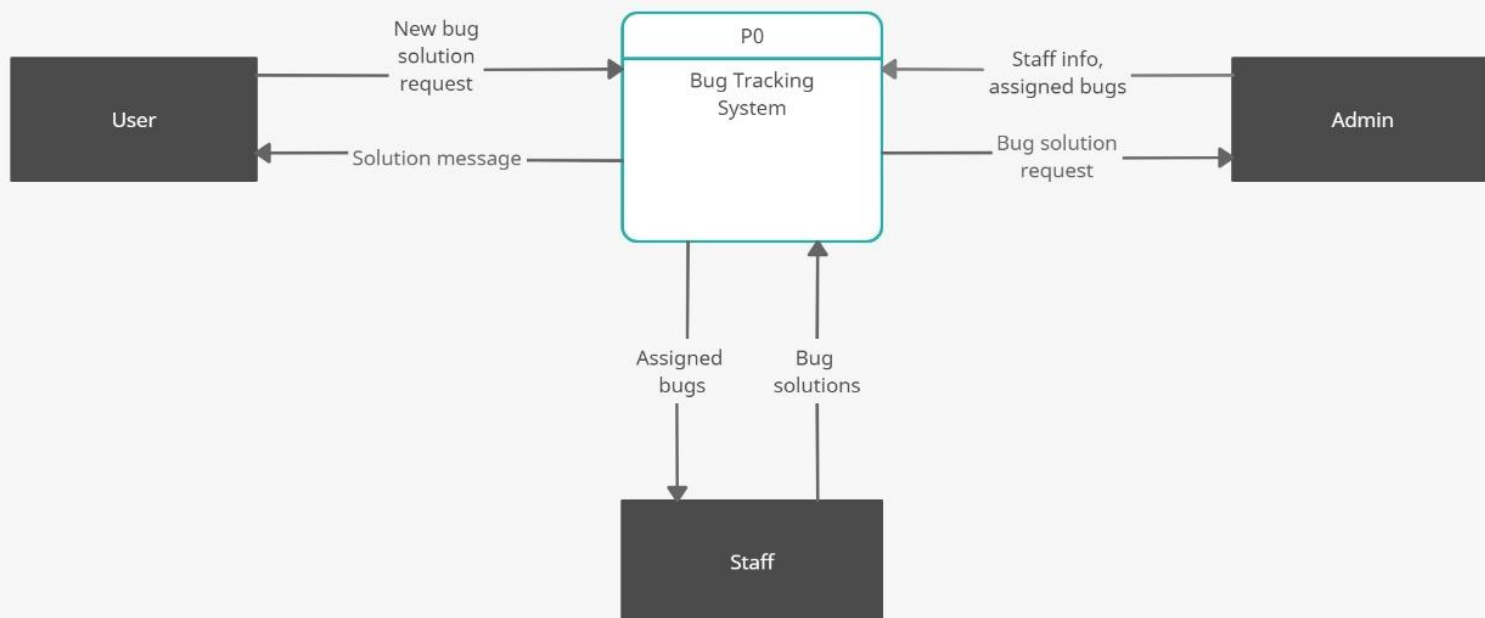 New bug
solution
request
P0
Bug Tracking
System
Staff info,
assigned bugs
User
Admin
Solution message
Bug solution
request
Assigned
bugs
Bug
solutions
Staff